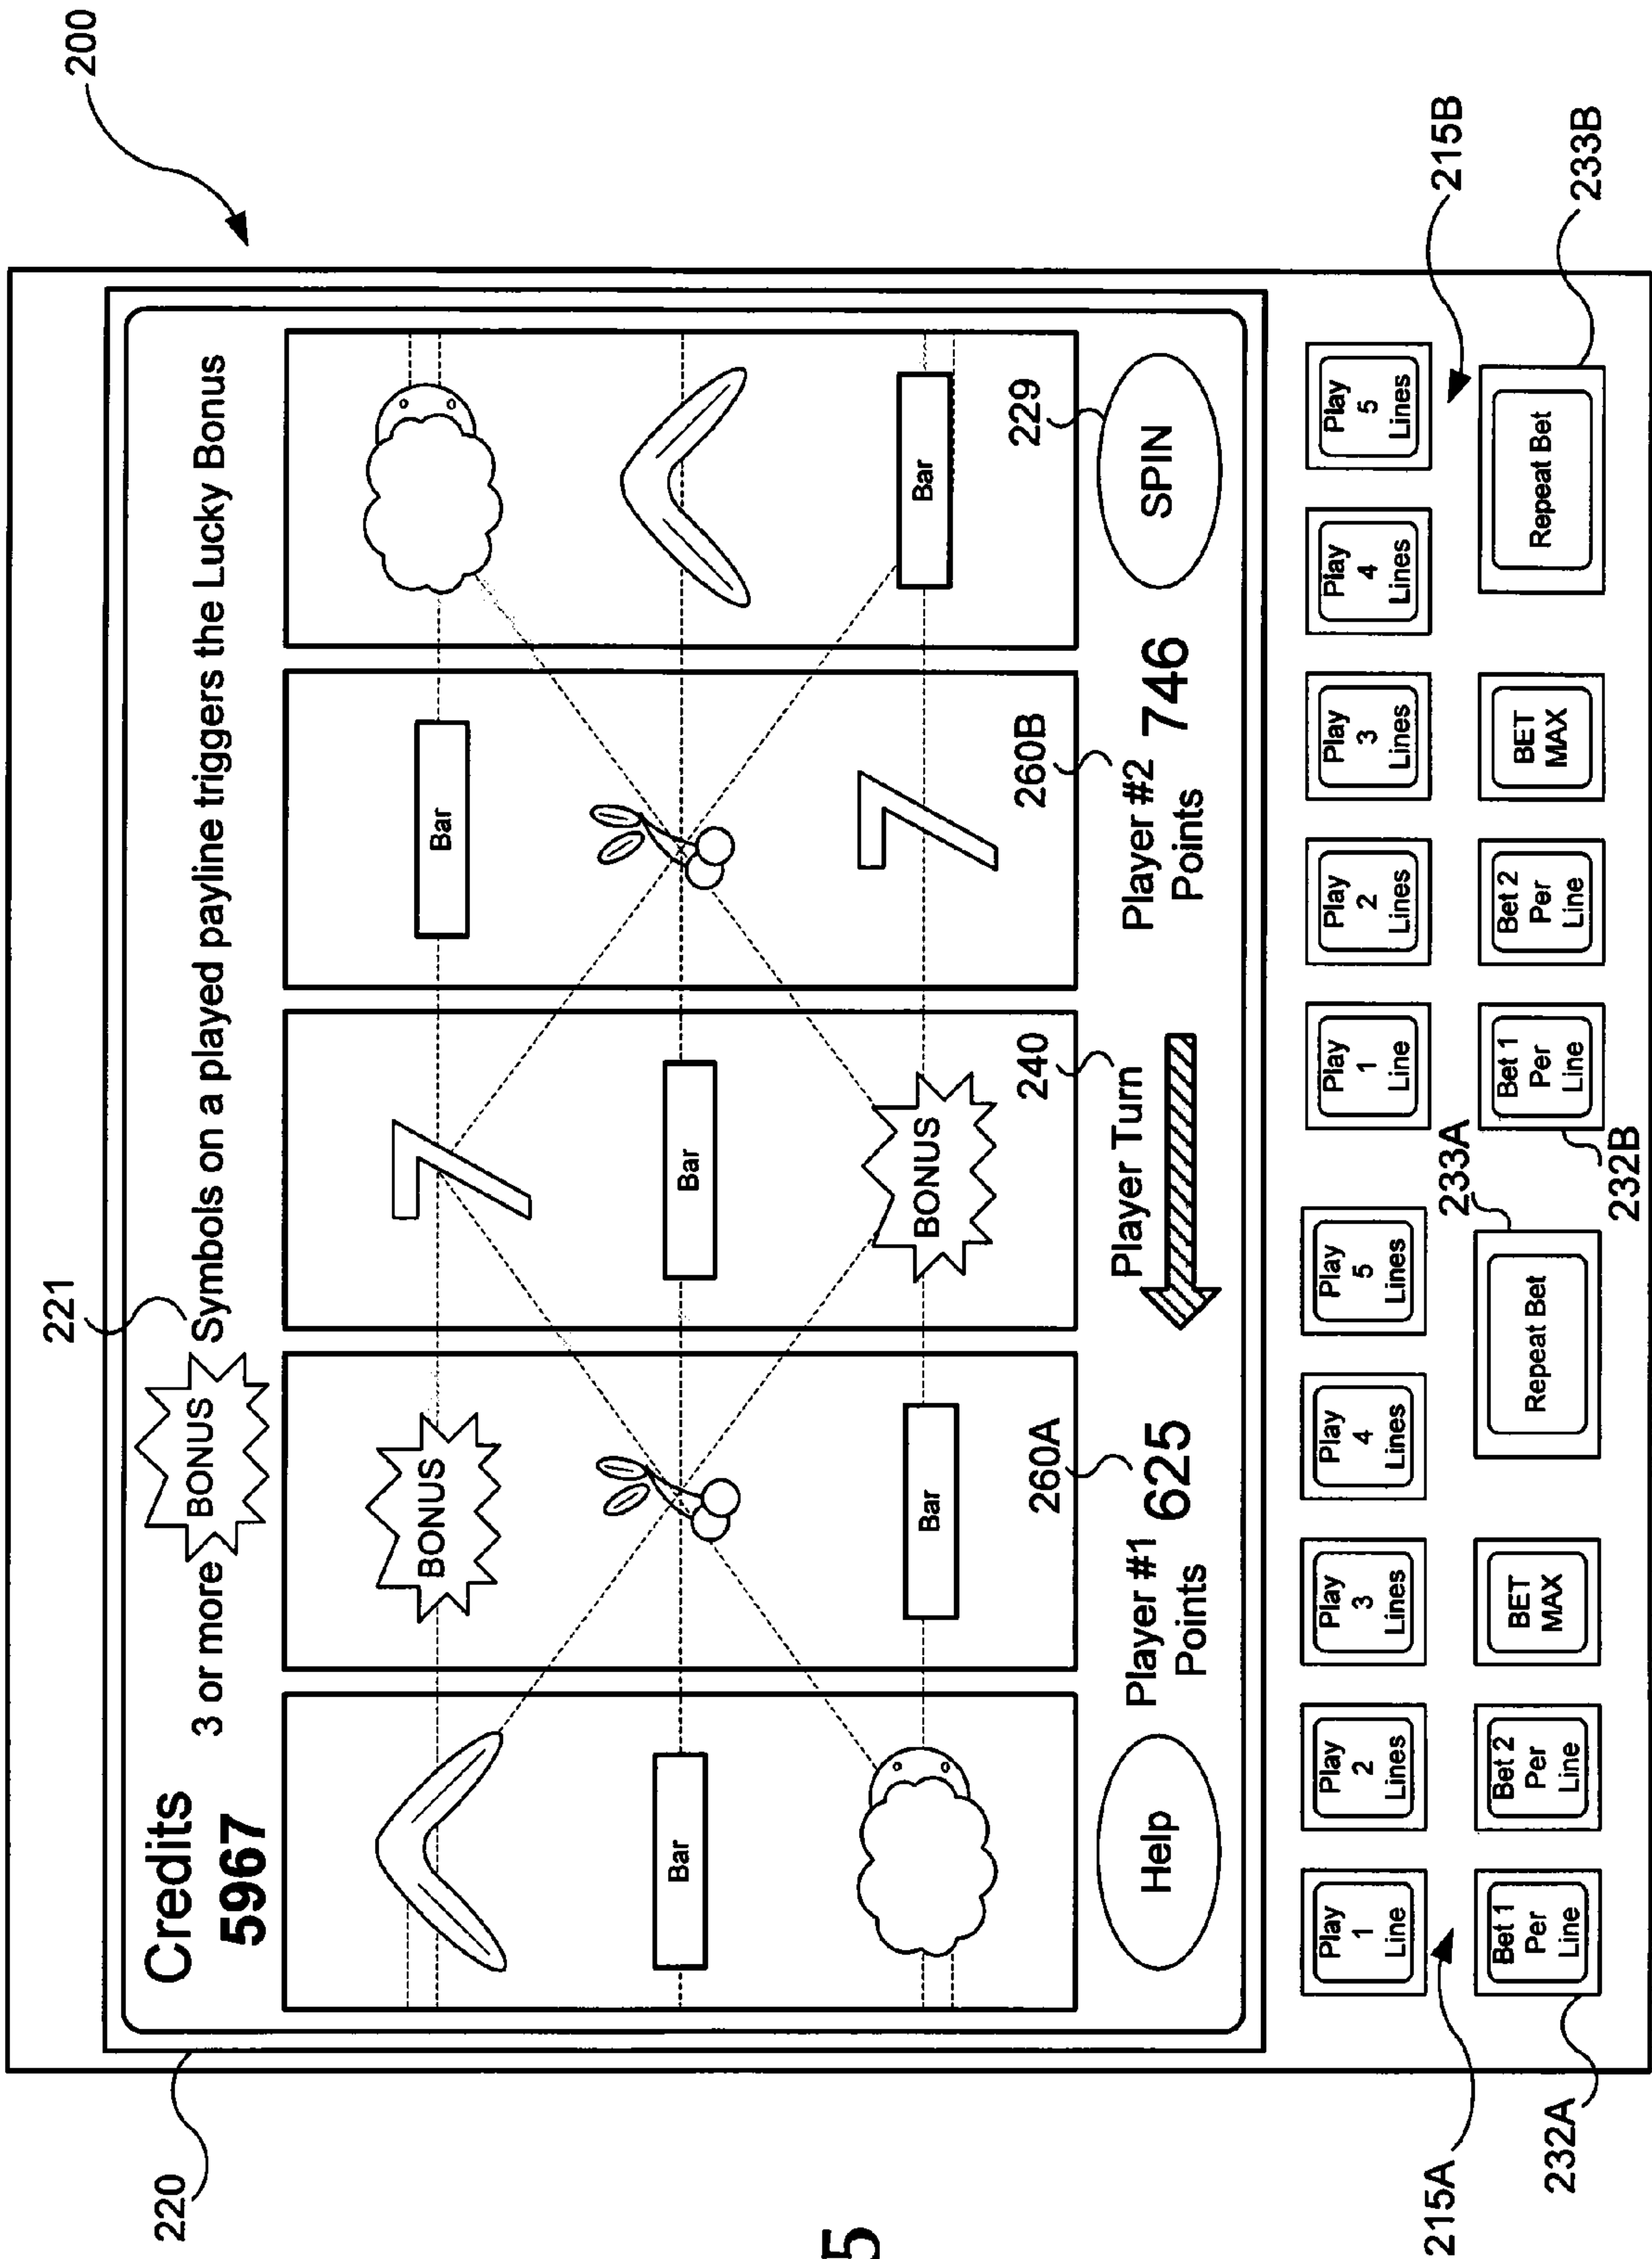 200
220
221
Credits
5967
3 or more BONUS Symbols on a played payline triggers the Lucky Bonus
BONUS
7
Bar
Bar
Bar
7
Bar
BONUS
Bar
260A
240
260B
229
Help
Player #1
Points
625
Player Turn
Player #2
Points
746
SPIN
Play
1
Line
Play
2
Lines
Play
3
Lines
Play
4
Lines
Play
5
Lines
Play
1
Line
Play
2
Lines
Play
3
Lines
Play
4
Lines
Play
5
Lines
215A
233A
215B
Bet 1
Per
Line
Bet 2
Per
Line
BET
MAX
Repeat Bet
Bet 1
Per
Line
Bet 2
Per
Line
BET
MAX
Repeat Bet
232A
232B
233B
5